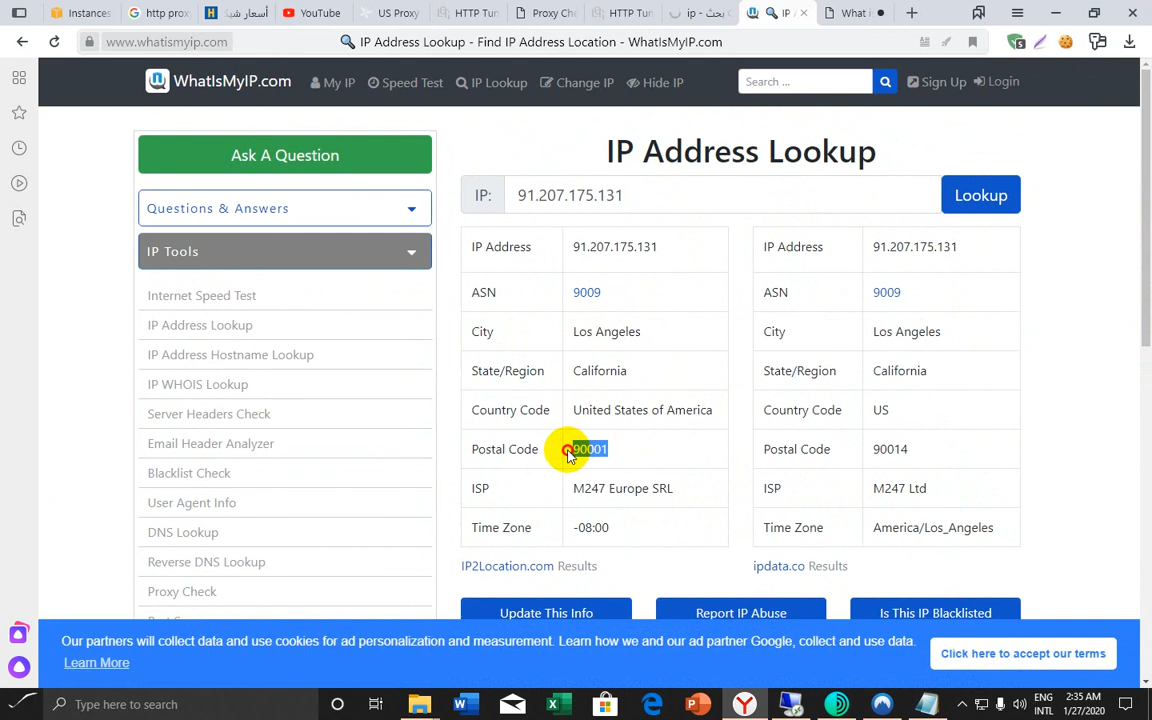 Instances
http prox
أسعار شبك
YouTube
US Proxy
HTTP Tun
Proxy Che
HTTP Tun
ip - بحث
IP A
What i
www.whatismyip.com
IP Address Lookup - Find IP Address Location - WhatIsMyIP.com
WhatIsMyIP.com
My IP
Speed Test
IP Lookup
Change IP
Hide IP
Search ...
Sign Up
Login
Ask A Question
Questions & Answers
IP Tools
Internet Speed Test
IP Address Lookup
IP Address Hostname Lookup
IP WHOIS Lookup
Server Headers Check
Email Header Analyzer
Blacklist Check
User Agent Info
DNS Lookup
Reverse DNS Lookup
Proxy Check
IP Address Lookup
IP: 91.207.175.131 Lookup
IP Address 91.207.175.131
ASN 9009
City Los Angeles
State/Region California
Country Code United States of America
Postal Code 90001
ISP M247 Europe SRL
Time Zone -08:00
IP2Location.com Results
IP Address 91.207.175.131
ASN 9009
City Los Angeles
State/Region California
Country Code US
Postal Code 90014
ISP M247 Ltd
Time Zone America/Los_Angeles
ipdata.co Results
Update This Info
Report IP Abuse
Is This IP Blacklisted
Our partners will collect data and use cookies for ad personalization and measurement. Learn how we and our ad partner Google, collect and use data.
Learn More
Click here to accept our terms
Type here to search
ENG
INTL
2:35 AM
1/27/2020